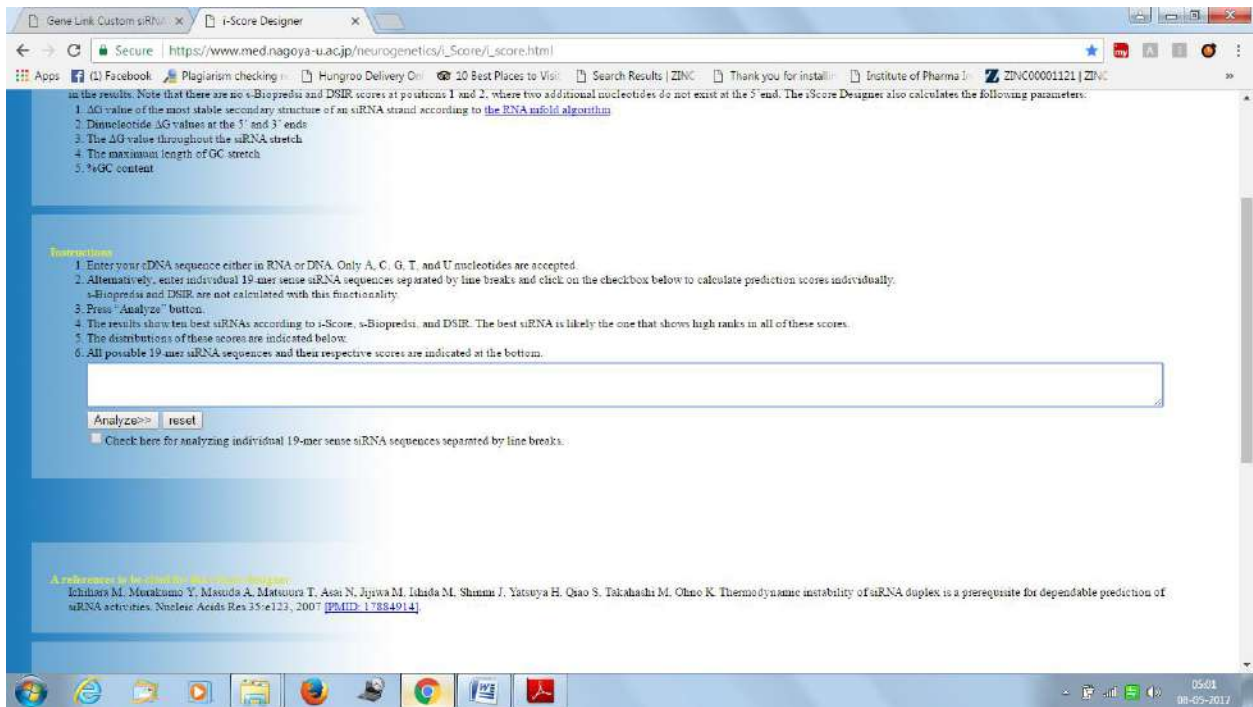 Gene Link Custom siRN
i-Score Designer
Secure https://www.med.nagoya-u.ac.jp/neurogenetics/i_Score/i_score.html
Apps (1) Facebook Plagiarism checking Hungroo Delivery On 10 Best Places to Visi Search Results | ZINC Thank you for installi Institute of Pharma I ZINC00001121 | ZINC »
in the results. Note that there are no s-Biopredsi and DSIR scores at positions 1 and 2, where two additional nucleotides do not exist at the 5' end. The iScore Designer also calculates the following parameters.
1. ΔG value of the most stable secondary structure of an siRNA strand according to the RNA mfold algorithm
2. Dinucleotide ΔG values at the 5' and 3' ends
3. The ΔG value throughout the siRNA stretch
4. The maximum length of GC stretch
5. %GC content
Instructions
1. Enter your cDNA sequence either in RNA or DNA. Only A, C, G, T, and U nucleotides are accepted.
2. Alternatively, enter individual 19-mer sense siRNA sequences separated by line breaks and click on the checkbox below to calculate prediction scores individually.
s-Biopredsi and DSIR are not calculated with this functionality.
3. Press "Analyze" button.
4. The results show ten best siRNAs according to i-Score, s-Biopredsi, and DSIR. The best siRNA is likely the one that shows high ranks in all of these scores.
5. The distributions of these scores are indicated below.
6. All possible 19-mer siRNA sequences and their respective scores are indicated at the bottom.
Analyze>> reset
Check here for analyzing individual 19-mer sense siRNA sequences separated by line breaks.
A references to be cited for the i-Score Designer
Ichihara M, Murakumo Y, Masuda A, Matsuura T, Asai N, Jijiwa M, Ishida M, Shinmi J, Yatsuya H, Qiao S, Takahashi M, Ohno K. Thermodynamic instability of siRNA duplex is a prerequisite for dependable prediction of
siRNA activities. Nucleic Acids Res 35:e123, 2007 [PMID: 17884914].
05:01
08-05-2017